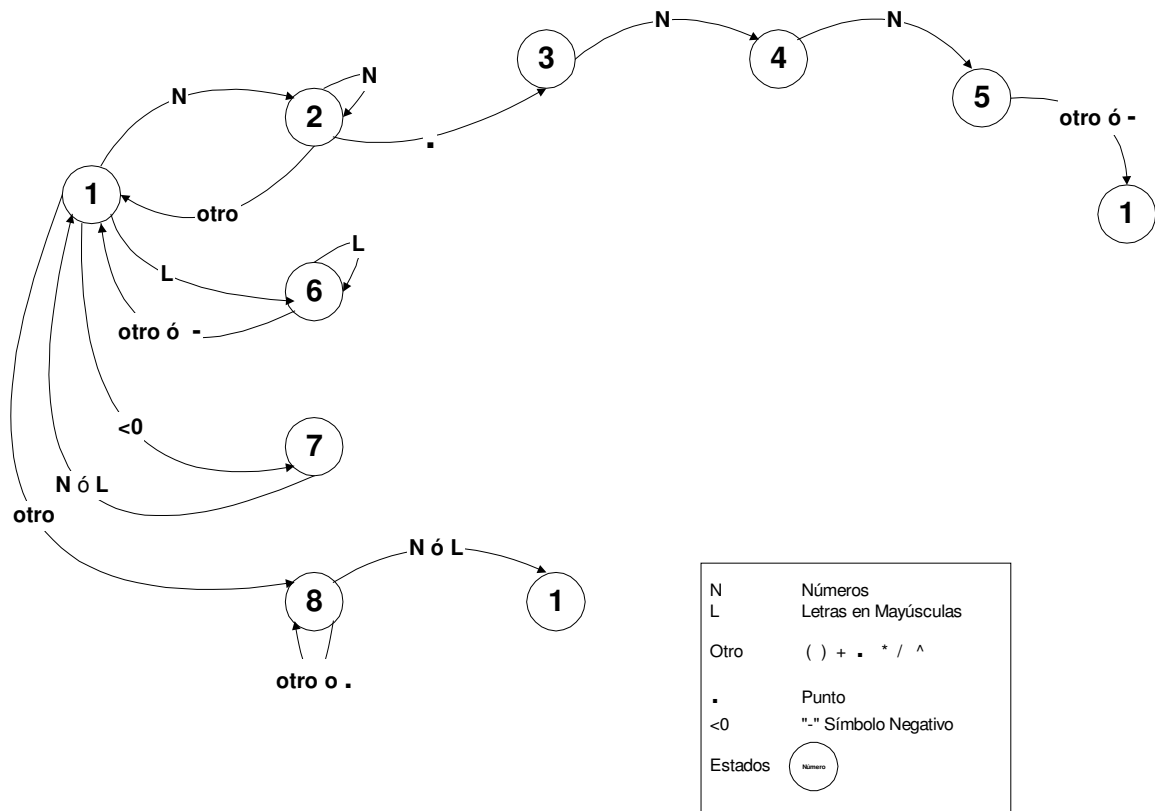 N
N
3
4
N
N
5
2
otro ó -
.
1
otro
1
L
L
6
otro ó -
<0
7
N ó L
otro
N ó L
8
1
otro o .
N Números
L Letras en Mayúsculas
Otro ( ) + . * / ^
. Punto
<0 "-" Símbolo Negativo
Estados Número